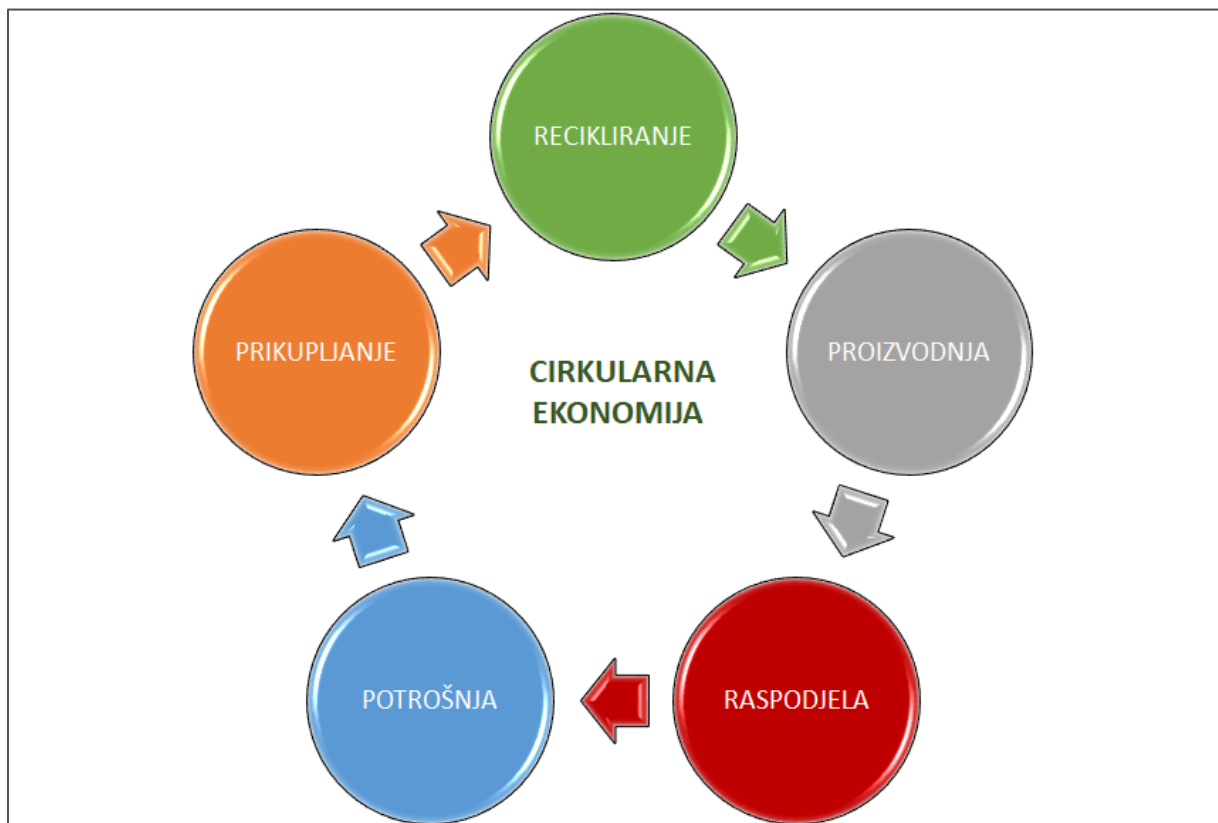 RECIKLIRANJE
PROIZVODNJA
RASPODJELA
POTROŠNJA
PRIKUPLJANJE
CIRKULARNA
EKONOMIJA